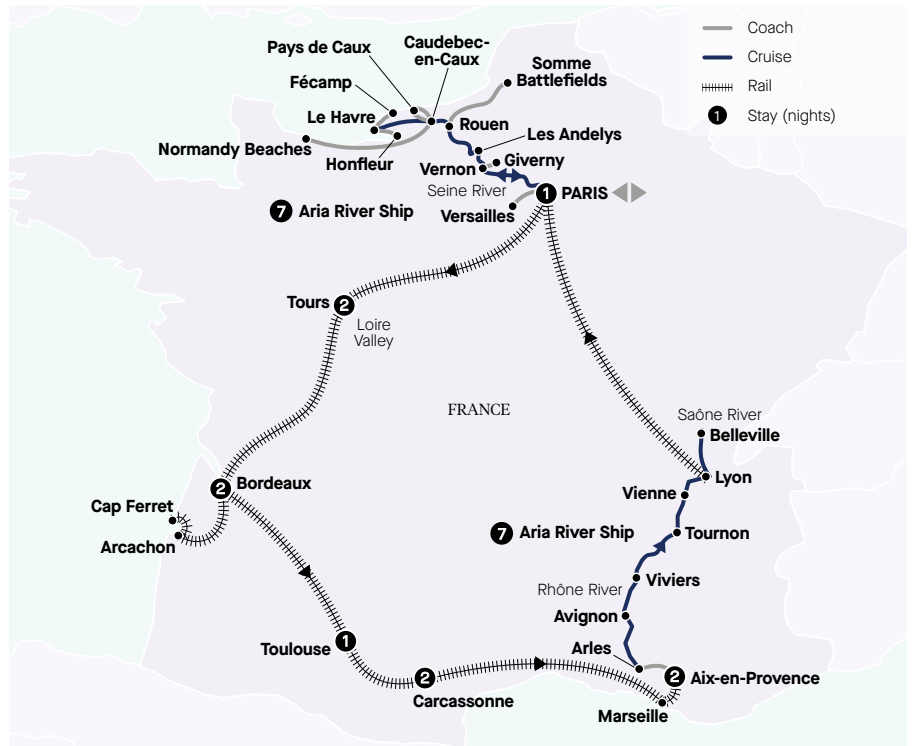 Coach
Cruise
Rail
1 Stay (nights)
Pays de Caux
Caudebec-
en-Caux
Somme
Battlefields
Fécamp
Le Havre
Rouen
Les Andelys
Normandy Beaches
Honfleur
Vernon
Giverny
Seine River
1 PARIS
Versailles
7 Aria River Ship
Tours 2
Loire
Valley
FRANCE
Saône River
Belleville
Lyon
2 Bordeaux
Vienne
Cap Ferret
Arcachon
7 Aria River Ship
Tournon
Viviers
Rhône River
Avignon
Toulouse 1
Arles
2 Aix-en-Provence
2
Carcassonne
Marseille